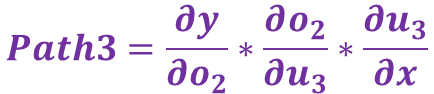 Path3 = ∂y/∂o₂ * ∂o₂/∂u₃ * ∂u₃/∂x